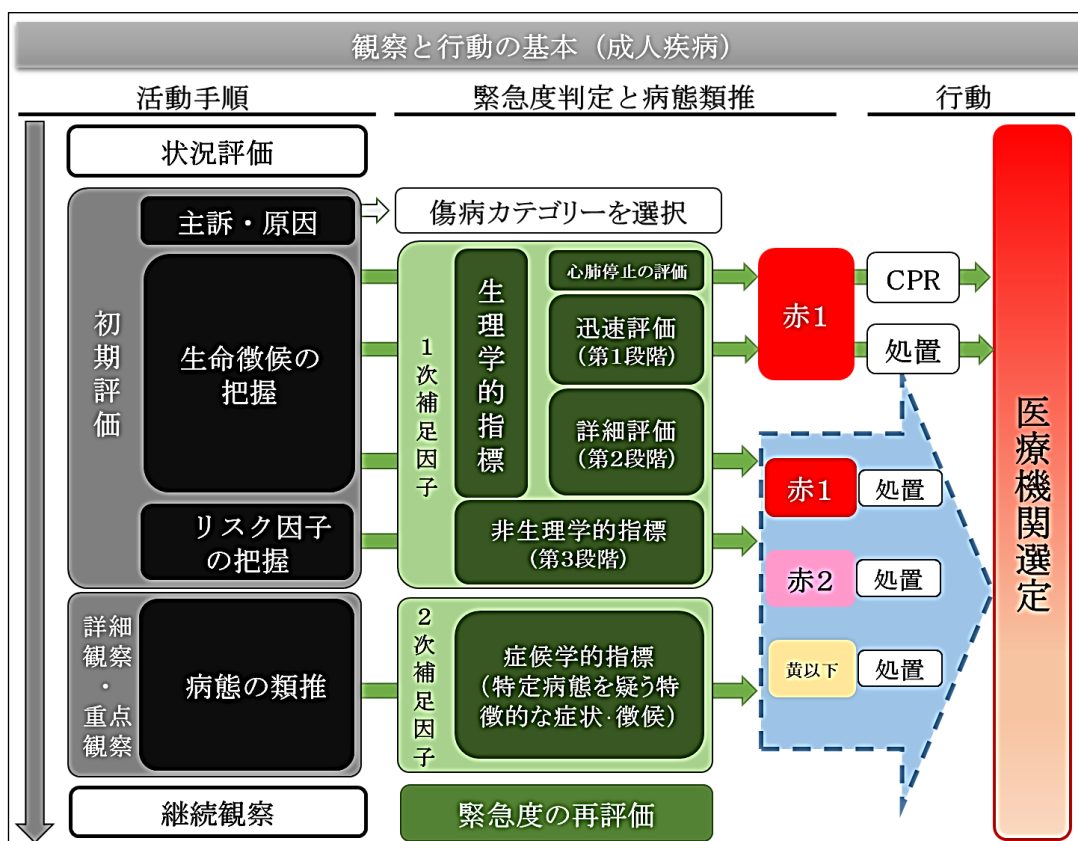 観察と行動の基本（成人疾病）
活動手順
緊急度判定と病態類推
行動
状況評価
初期評価
主訴・原因
生命徴候の
把握
リスク因子
の把握
詳細
観察・
重点
観察
病態の類推
継続観察
傷病カテゴリーを選択
1次補足因子
生理学的指標
心肺停止の評価
迅速評価
(第1段階)
詳細評価
(第2段階)
非生理学的指標
(第3段階)
2次補足因子
症候学的指標
(特定病態を疑う特
徴的な症状·徴候)
緊急度の再評価
赤1
CPR
処置
赤1
処置
赤2
処置
黄以下
処置
医療機関選定